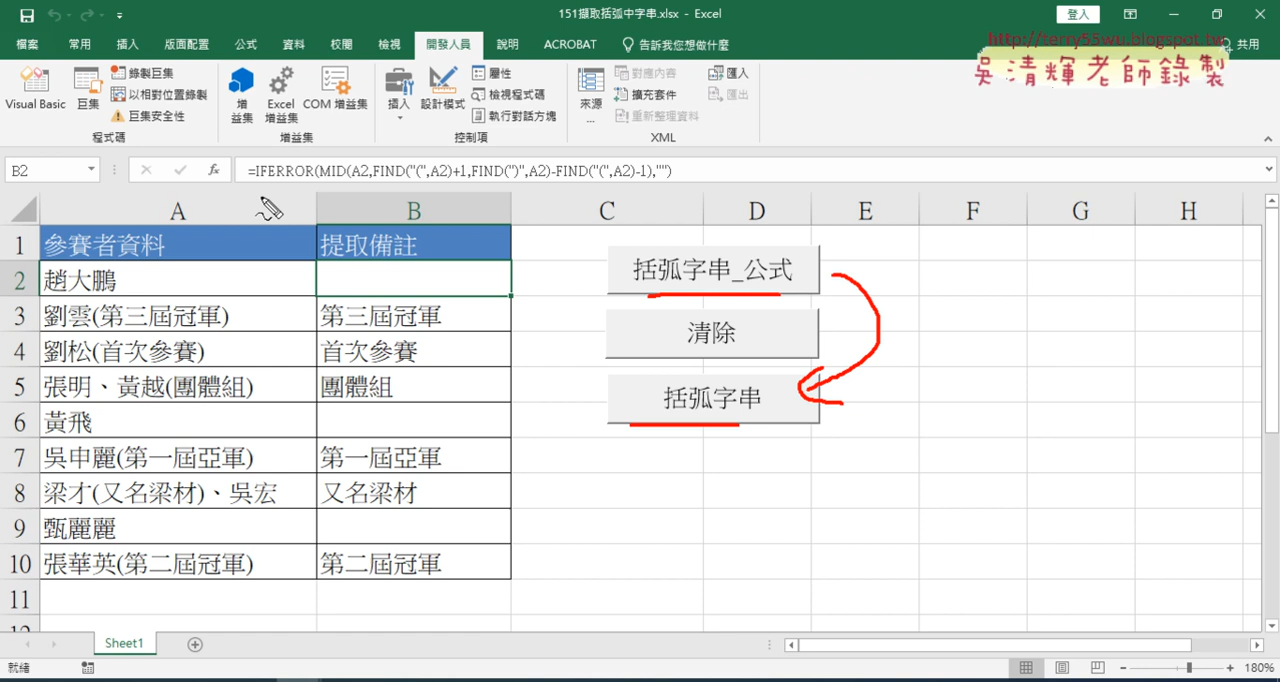 151擷取括弧中字串.xlsx - Excel
登入
檔案 常用 插入 版面配置 公式 資料 校閱 檢視 開發人員 說明 ACROBAT 告訴我您想什麼 共用
http://terry55wu.blogspot.tw
吳清輝老師錄製
Visual Basic
巨集
錄製巨集
以相對位置錄製
巨集安全性
程式碼
增益集
Excel 增益集
COM 增益集
增益集
插入
設計模式
屬性
檢視程式碼
執行對話方塊
控制項
來源
...
對應內容
擴充套件
重新整理資料
匯入
匯出
XML
B2
fx
=IFERROR(MID(A2,FIND("(",A2)+1,FIND(")",A2)-FIND("(",A2)-1),"")
A B C D E F G H
1 參賽者資料 提取備註
2 趙大鵬
3 劉雲(第三屆冠軍) 第三屆冠軍
4 劉松(首次參賽) 首次參賽
5 張明、黃越(團體組) 團體組
6 黃飛
7 吳申麗(第一屆亞軍) 第一屆亞軍
8 梁才(又名梁材)、吳宏 又名梁材
9 甄麗麗
10 張華英(第二屆冠軍) 第二屆冠軍
11
12
括弧字串_公式
清除
括弧字串
Sheet1
就緒
180%